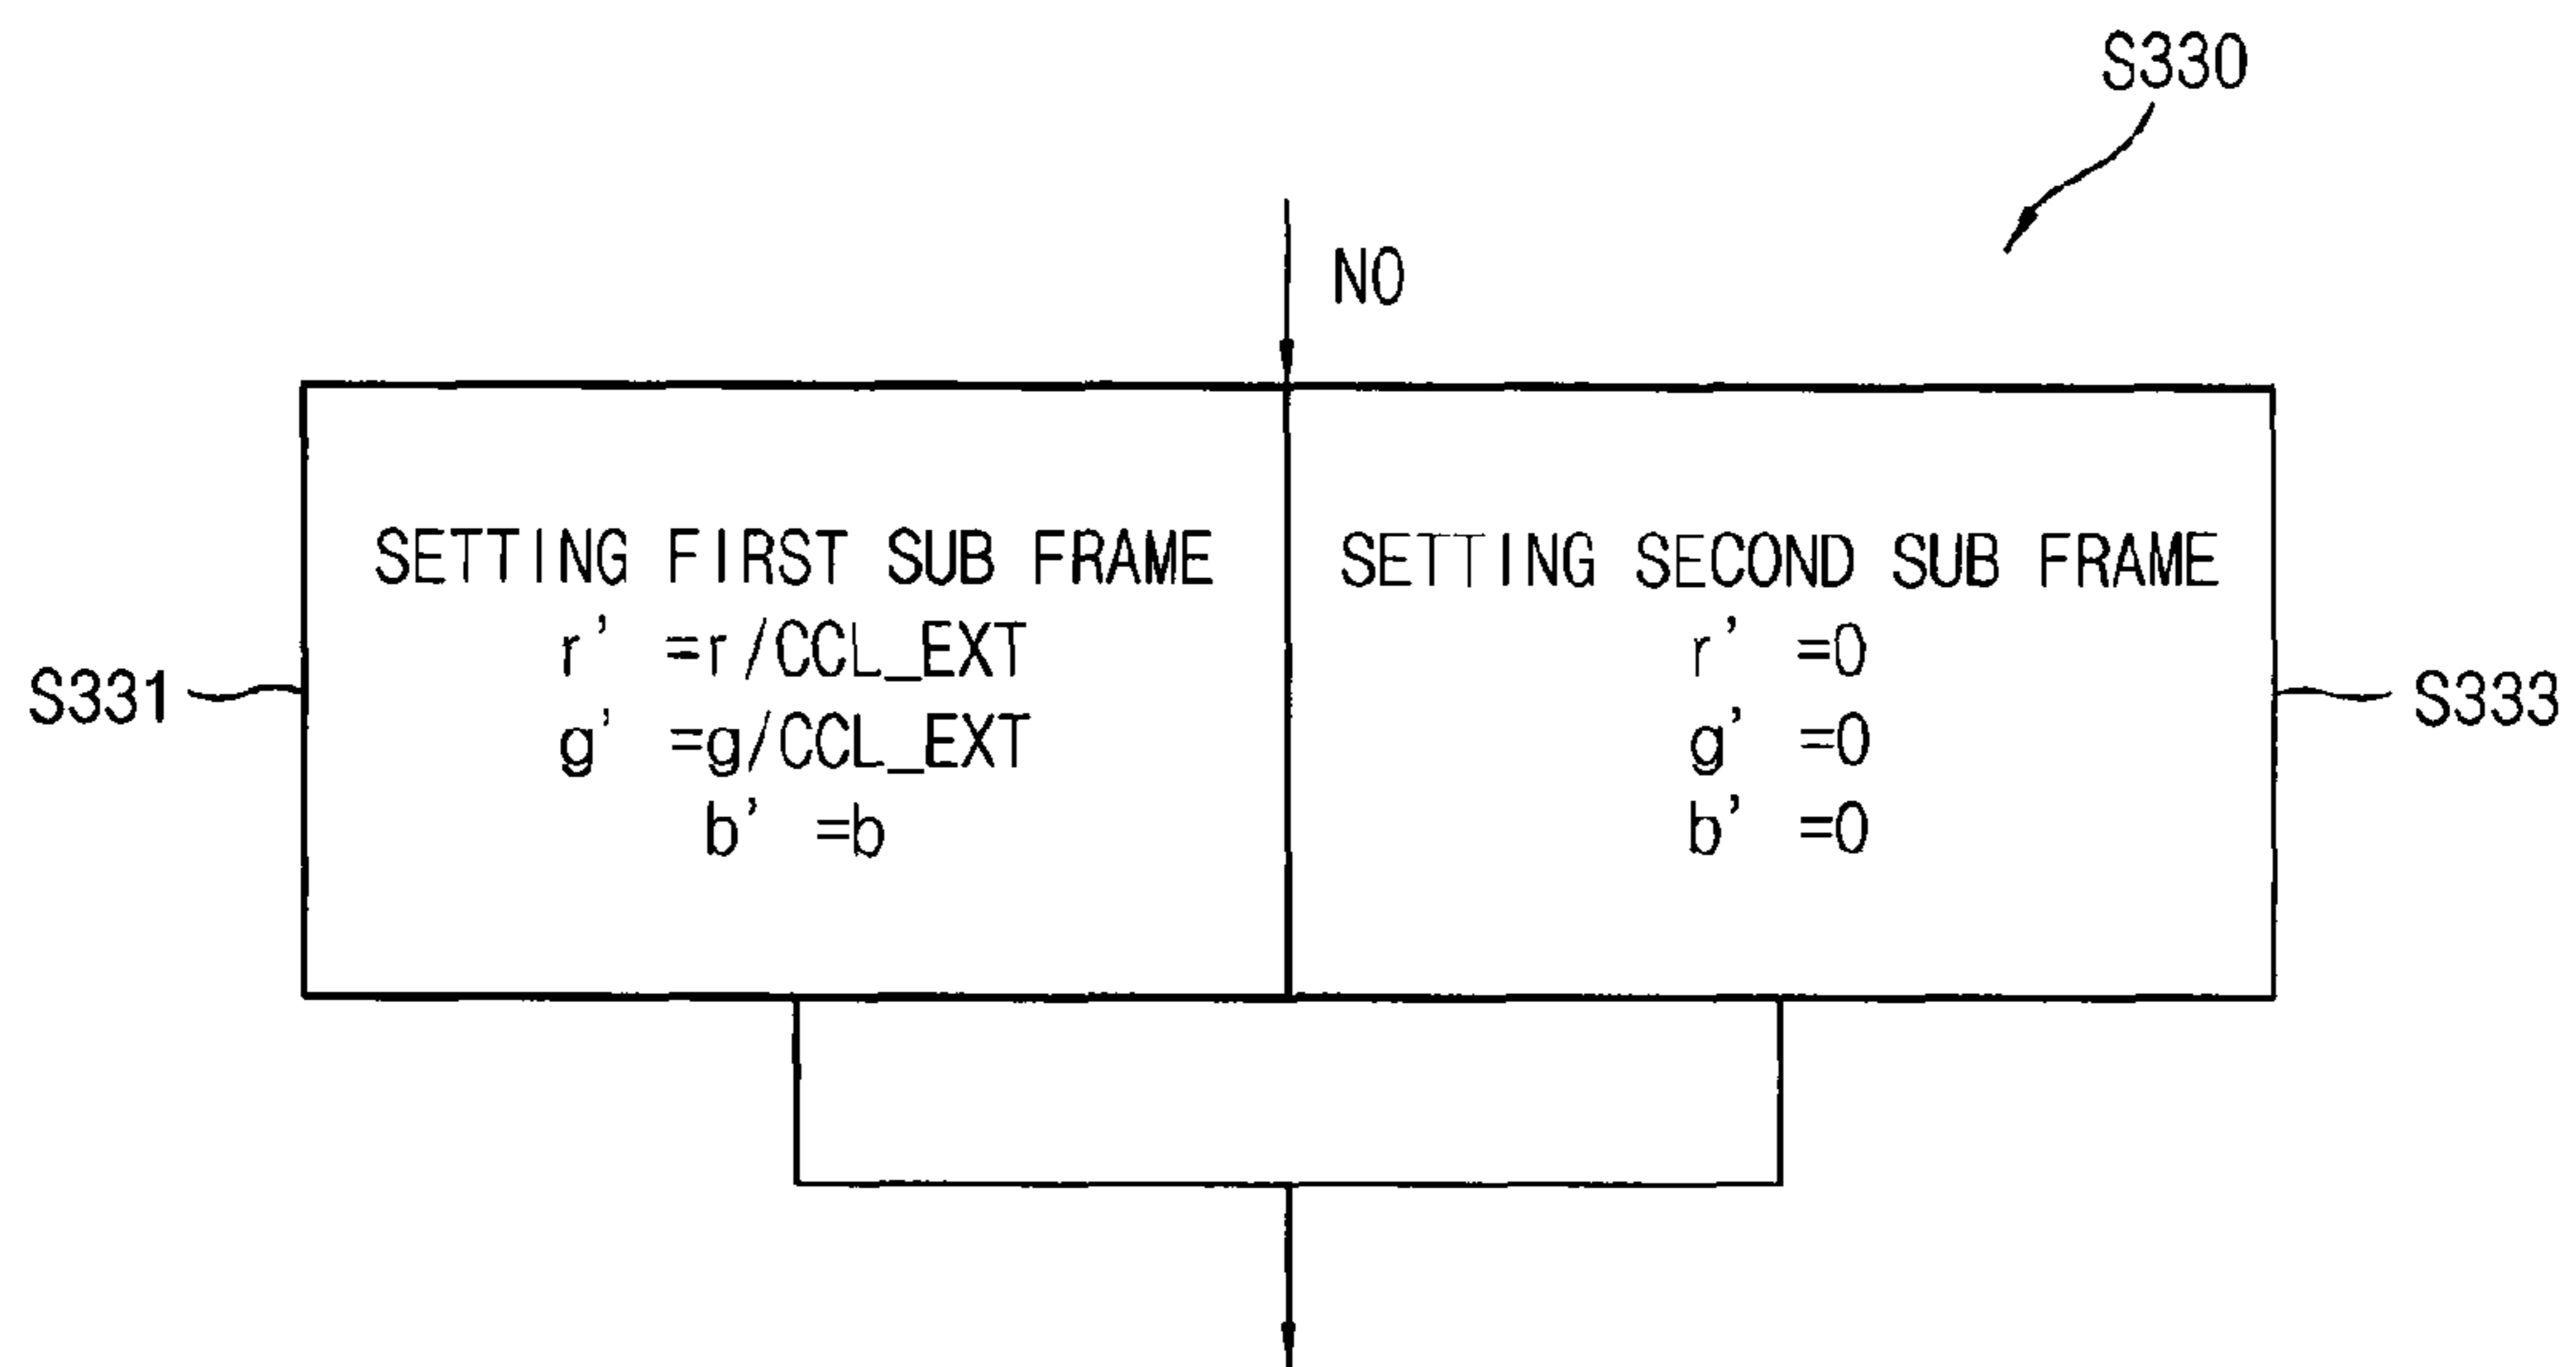 S330
NO
SETTING FIRST SUB FRAME
r' =r/CCL_EXT
g' =g/CCL_EXT
b' =b
SETTING SECOND SUB FRAME
r' =0
g' =0
b' =0
S331
S333